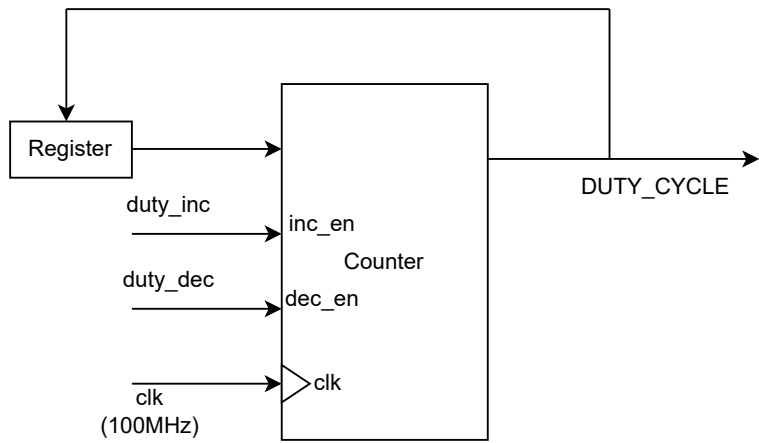 Register
duty_inc
inc_en
DUTY_CYCLE
Counter
duty_dec
dec_en
clk
clk
(100MHz)